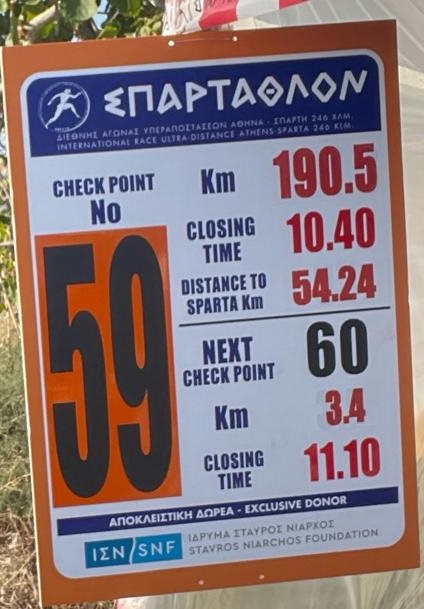 ΣΠΑΡΤΑΘΛΟΝ
ΔΙΕΘΝΗΣ ΑΓΩΝΑΣ ΥΠΕΡΑΠΟΣΤΑΣΕΩΝ ΑΘΗΝΑ - ΣΠΑΡΤΗ 246 ΧΛΜ.
INTERNATIONAL RACE ULTRA-DISTANCE ATHENS-SPARTA 246 KLM.
CHECK POINT
No
59
Km 190.5
CLOSING
TIME 10.40
DISTANCE TO
SPARTA Km 54.24
NEXT
CHECK POINT 60
Km 3.4
CLOSING
TIME 11.10
ΑΠΟΚΛΕΙΣΤΙΚΗ ΔΩΡΕΑ - EXCLUSIVE DONOR
ΙΣΝ/SNF
ΙΔΡΥΜΑ ΣΤΑΥΡΟΣ ΝΙΑΡΧΟΣ
STAVROS NIARCHOS FOUNDATION